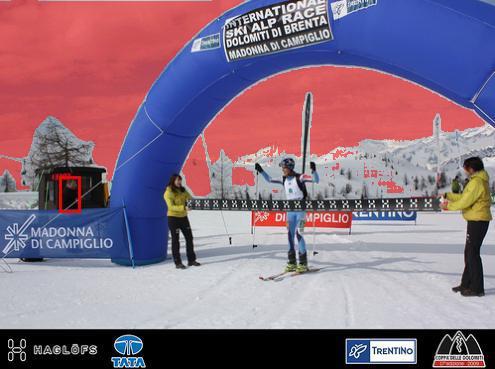 INTERNATIONAL
SKI ALP RACE
DOLOMITI DI BRENTA
MADONNA DI CAMPIGLIO
TRENTINO
MADONNA
DI CAMPIGLIO
DI CAMPIGLIO
TRENTINO
HAGLÖFS
TATA
TRENTINO
COPPA DELLE DOLOMITI